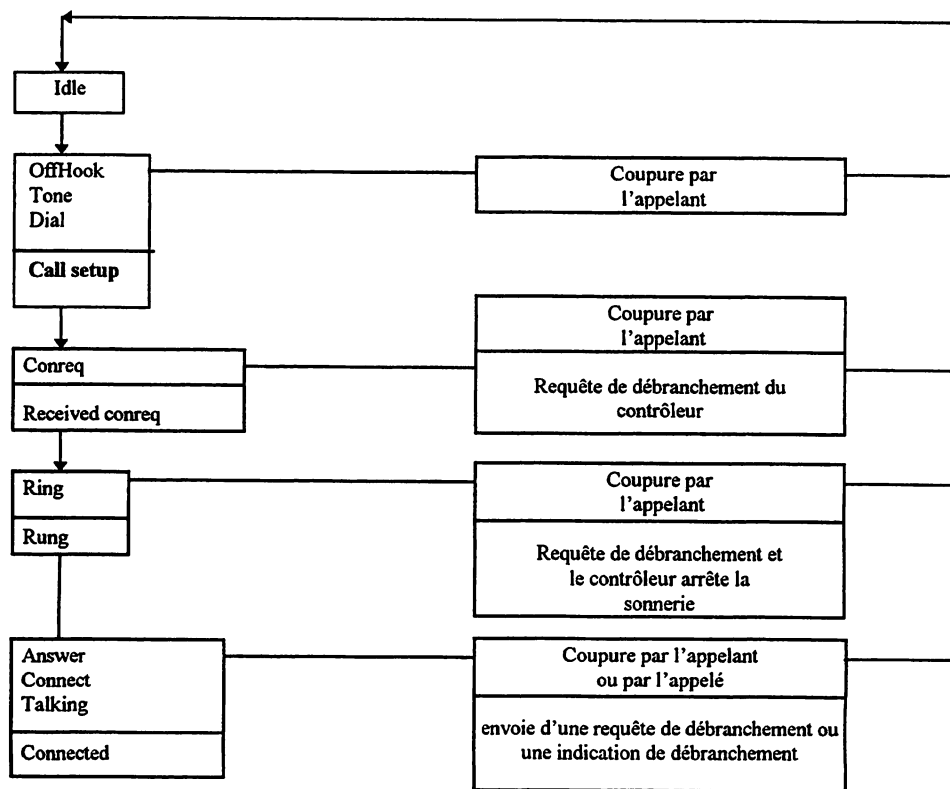 Idle
OffHook
Tone
Dial
Call setup
Coupure par
l'appelant
Conreq
Received conreq
Coupure par
l'appelant
Requête de débranchement du
contrôleur
Ring
Rung
Coupure par
l'appelant
Requête de débranchement et
le contrôleur arrête la
sonnerie
Answer
Connect
Talking
Connected
Coupure par l'appelant
ou par l'appelé
envoie d'une requête de débranchement ou
une indication de débranchement